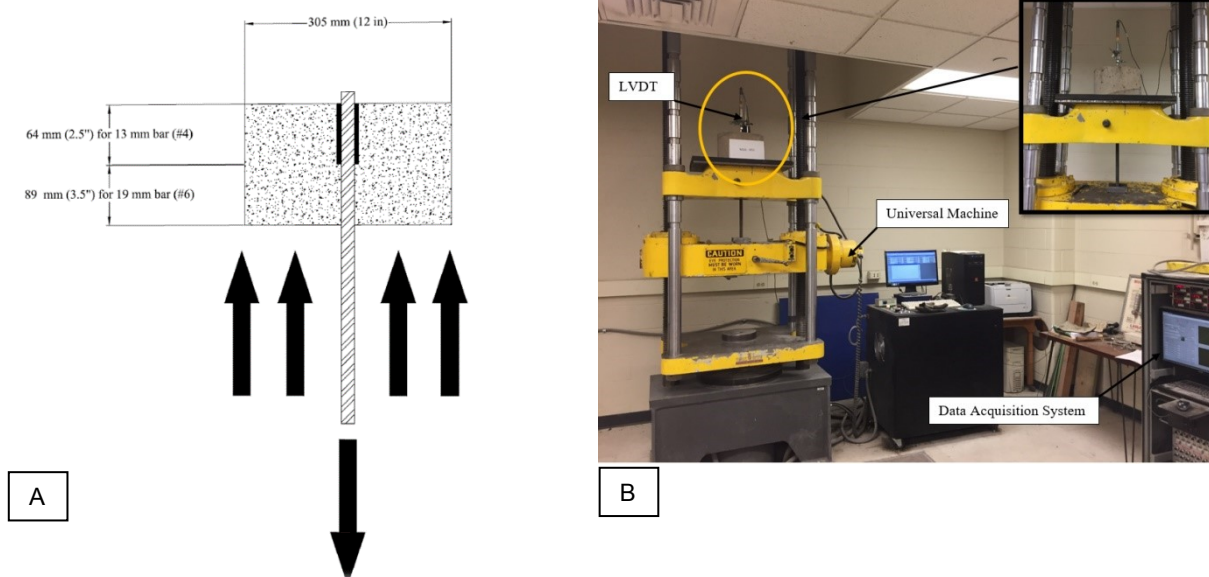 305 mm (12 in)
64 mm (2.5") for 13 mm bar (#4)
89 mm (3.5") for 19 mm bar (#6)
A
LVDT
Universal Machine
CAUTION
Data Acquisition System
B